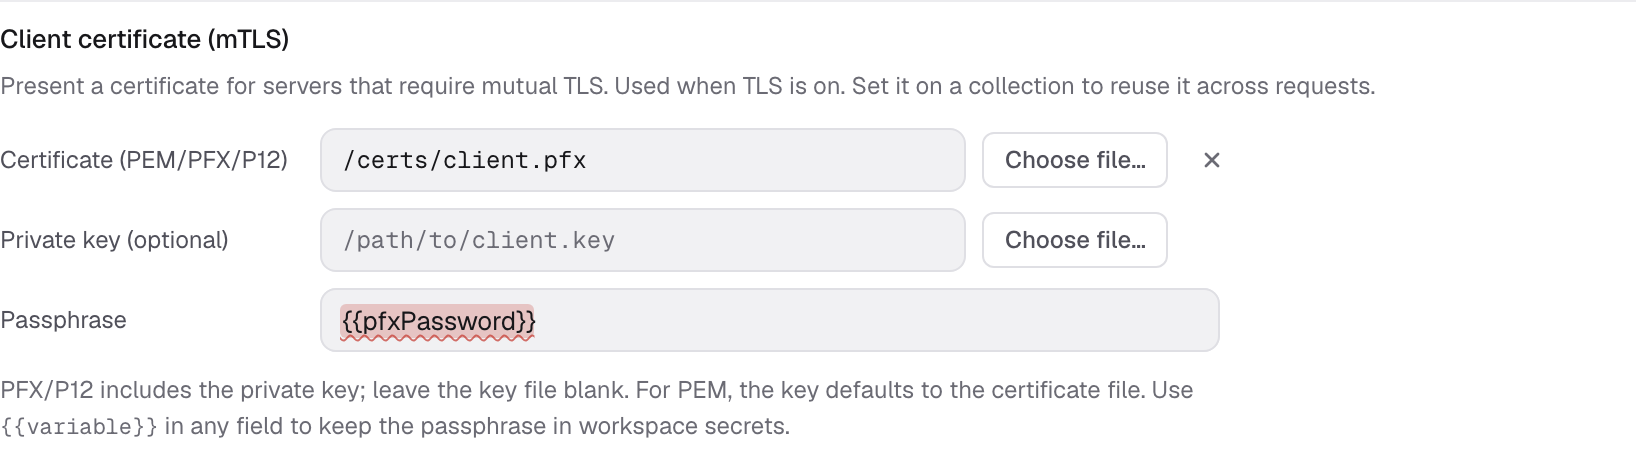 Client certificate (mTLS)
Present a certificate for servers that require mutual TLS. Used when TLS is on. Set it on a collection to reuse it across requests.
Certificate (PEM/PFX/P12) /certs/client.pfx Choose file… ×
Private key (optional) /path/to/client.key Choose file…
Passphrase {{pfxPassword}}
PFX/P12 includes the private key; leave the key file blank. For PEM, the key defaults to the certificate file. Use
{{variable}} in any field to keep the passphrase in workspace secrets.